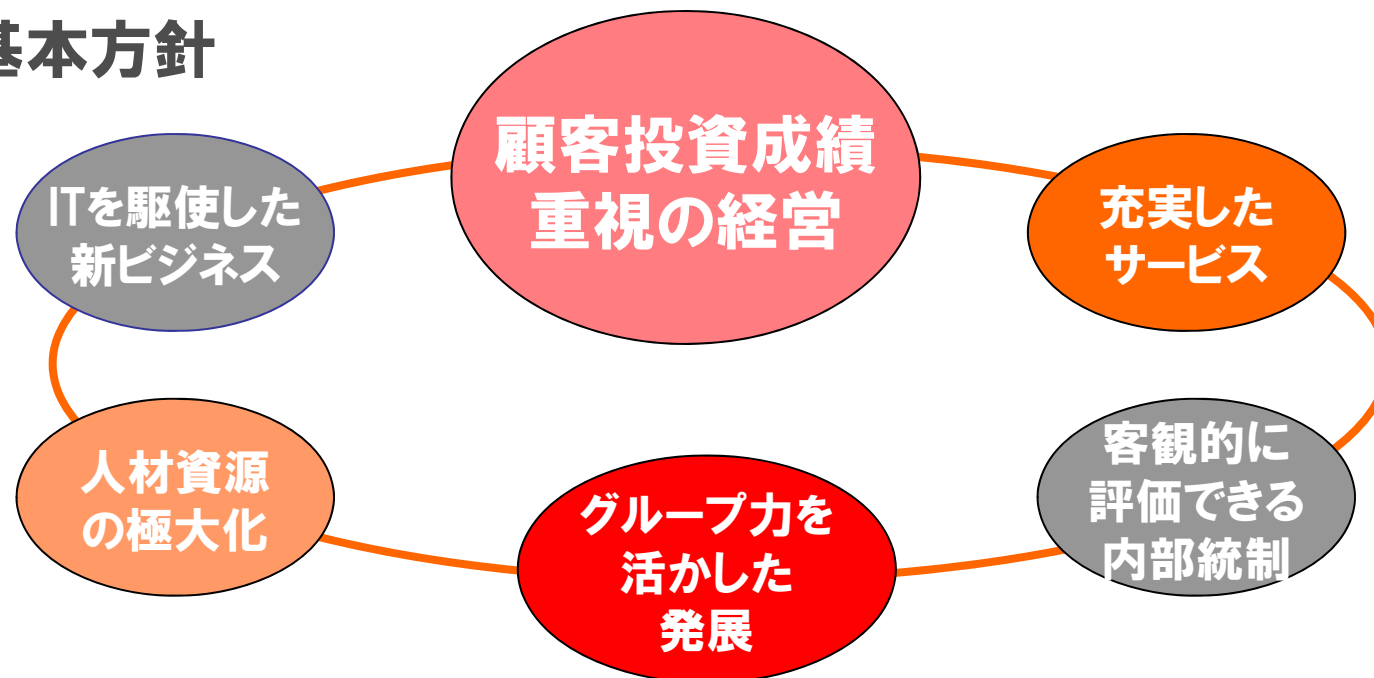 基本方針
顧客投資成績
重視の経営
ITを駆使した
新ビジネス
充実した
サービス
人材資源
の極大化
グループ力を
活かした
発展
客観的に
評価できる
内部統制